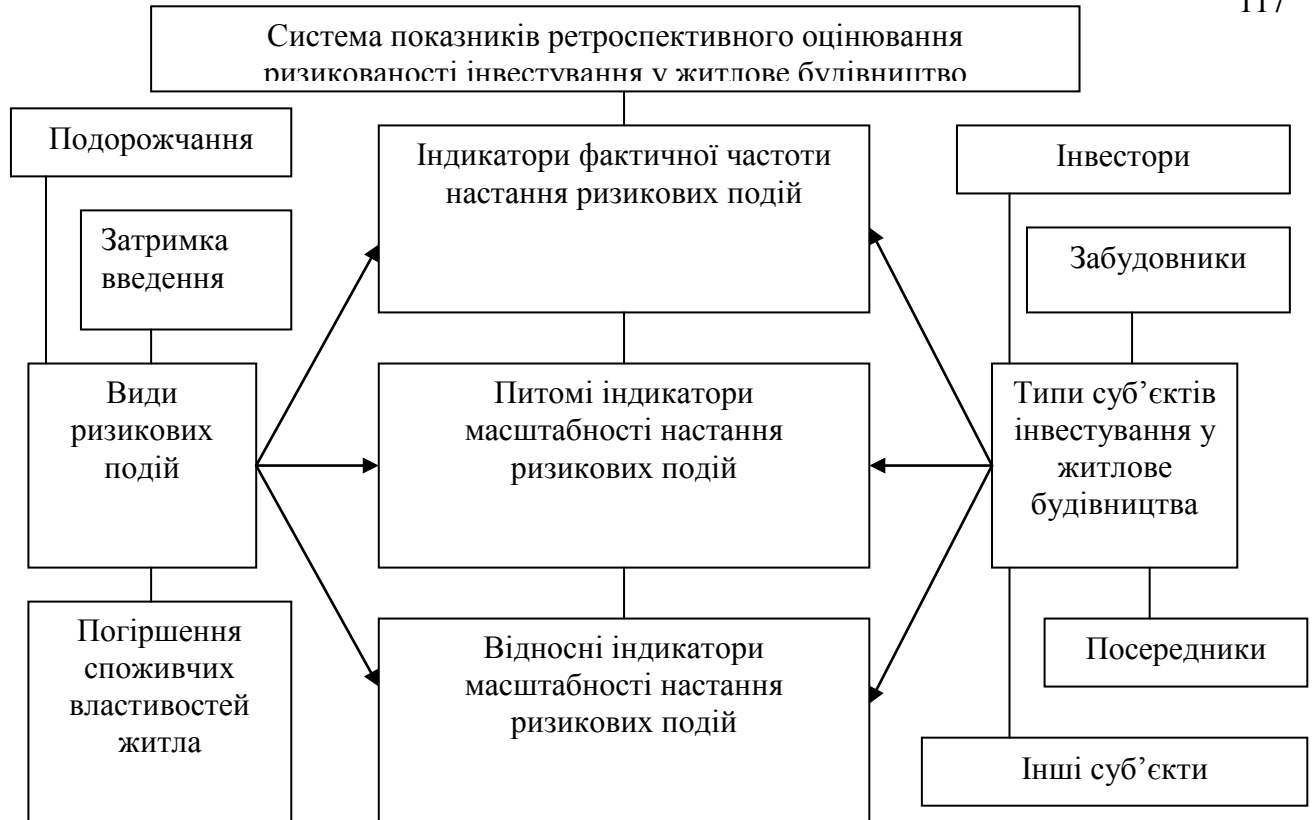 117
Система показників ретроспективного оцінювання
ризикованості інвестування у житлове будівництво
Подорожчання
Затримка
введення
Види
ризикових
подій
Погіршення
споживчих
властивостей
житла
Індикатори фактичної частоти
настання ризикових подій
Питомі індикатори
масштабності настання
ризикових подій
Відносні індикатори
масштабності настання
ризикових подій
Інвестори
Забудовники
Типи суб’єктів
інвестування у
житлове
будівництва
Посередники
Інші суб’єкти